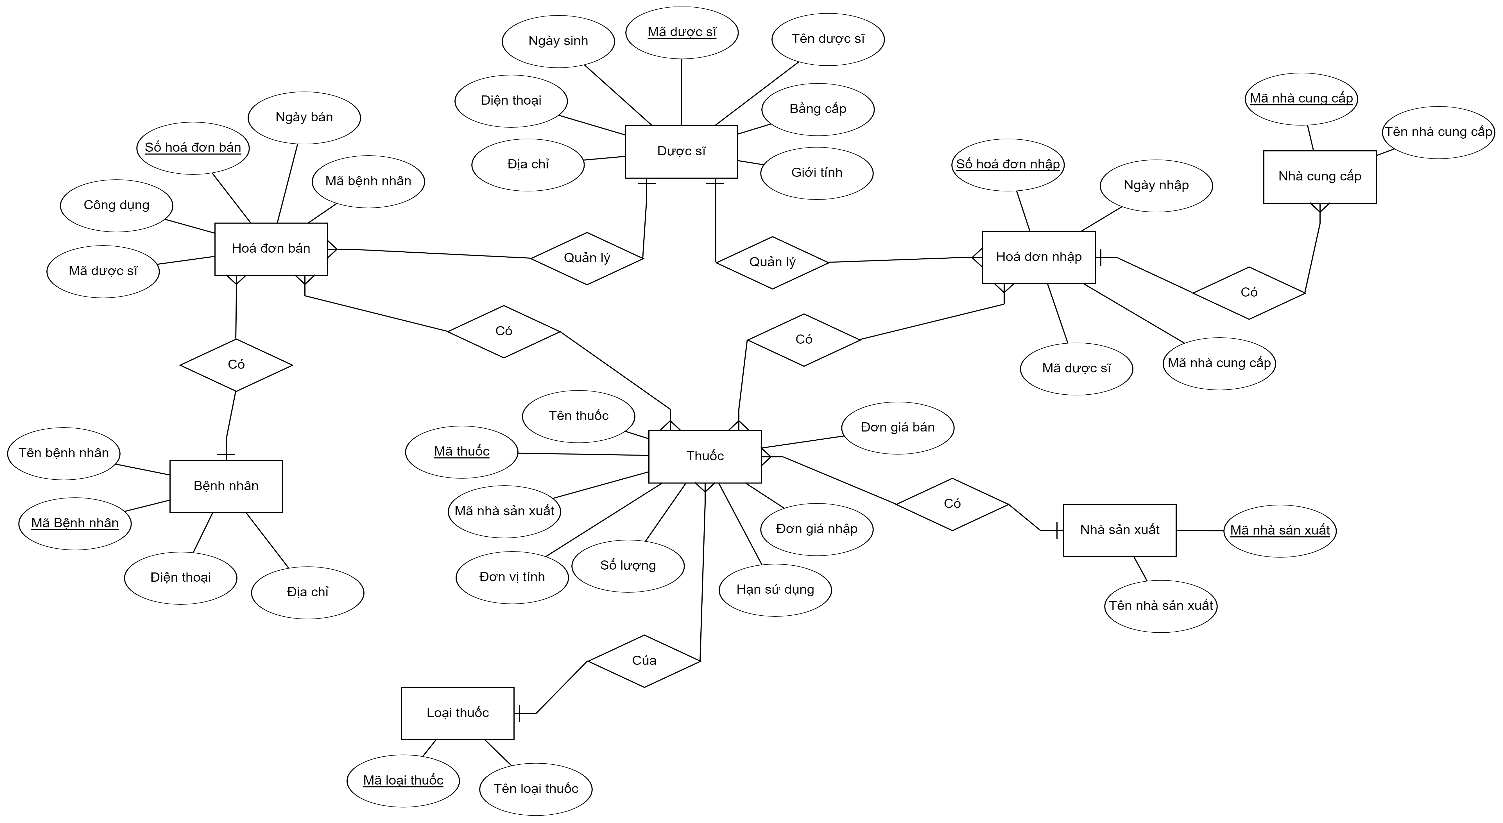 Mã dược sĩ
Ngày sinh
Tên dược sĩ
Điện thoại
Bằng cấp
Địa chỉ
Dược sĩ
Giới tính
Ngày bán
Số hoá đơn bán
Mã bệnh nhân
Công dụng
Hoá đơn bán
Mã dược sĩ
Quản lý
Quản lý
Mã nhà cung cấp
Tên nhà cung cấp
Nhà cung cấp
Số hoá đơn nhập
Ngày nhập
Hoá dơn nhập
Có
Mã dược sĩ
Mã nhà cung cấp
Có
Có
Có
Tên bệnh nhân
Bệnh nhân
Mã Bệnh nhân
Điện thoại
Địa chỉ
Tên thuốc
Đơn giá bán
Mã thuốc
Thuốc
Mã nhà sản xuất
Đơn giá nhập
Đơn vị tính
Số lượng
Hạn sử dụng
Có
Nhà sản xuất
Mã nhà sản xuất
Tên nhà sản xuất
Của
Loại thuốc
Mã loại thuốc
Tên loại thuốc